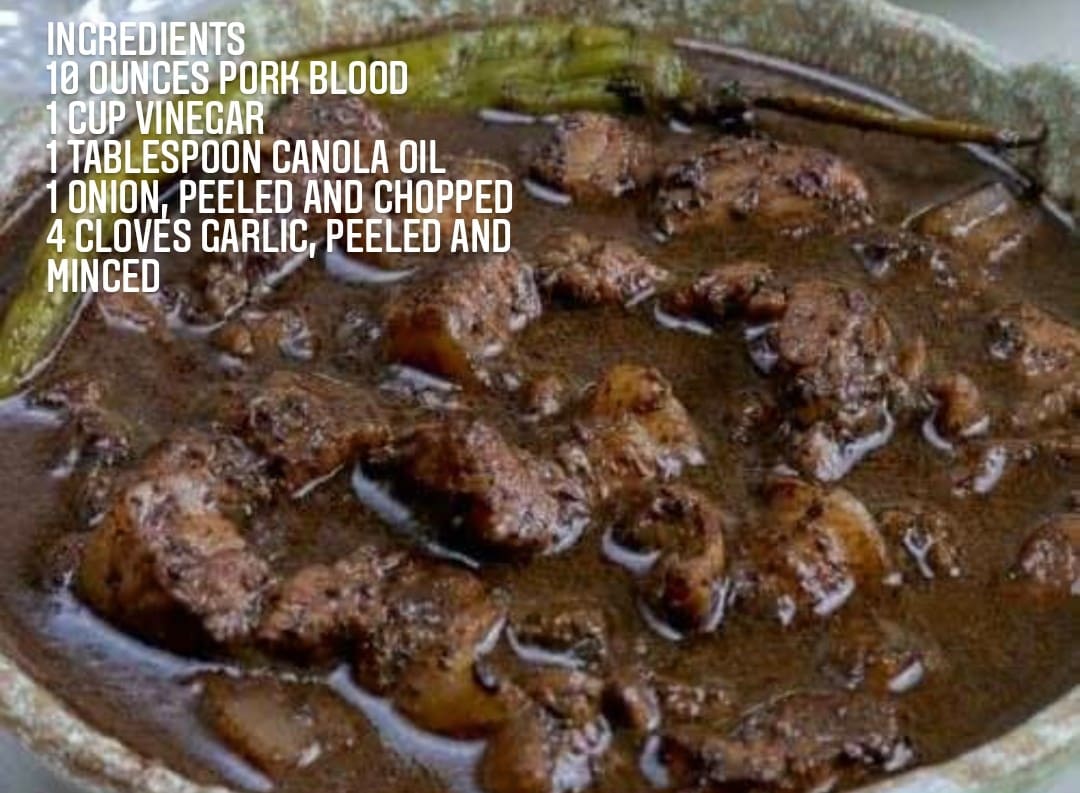 INGREDIENTS
10 OUNCES PORK BLOOD
1 CUP VINEGAR
1 TABLESPOON CANOLA OIL
1 ONION, PEELED AND CHOPPED
4 CLOVES GARLIC, PEELED AND
MINCED